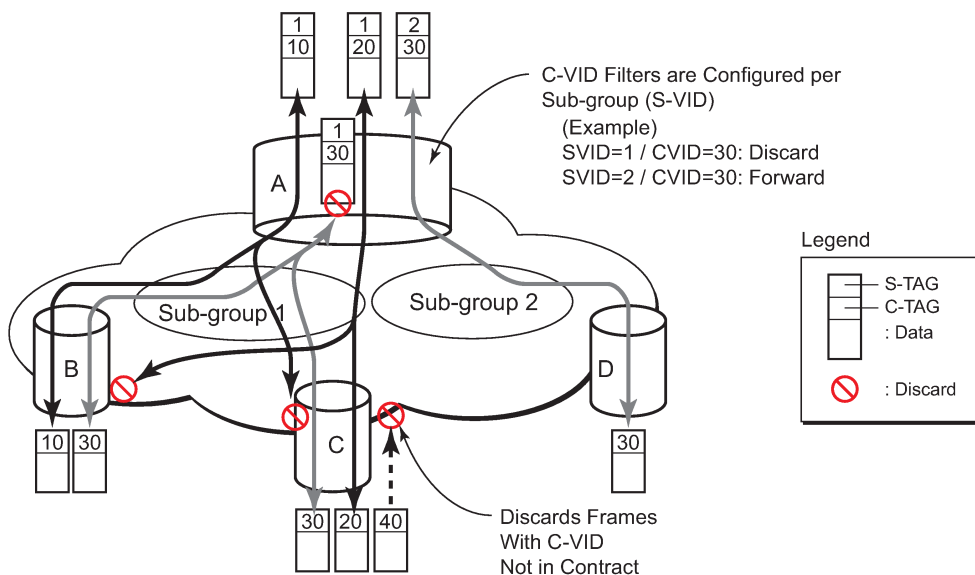 1
10
1
20
2
30
C-VID Filters are Configured per
Sub-group (S-VID)
(Example)
SVID=1 / CVID=30: Discard
SVID=2 / CVID=30: Forward
1
30
A
Legend
S-TAG
C-TAG
: Data
: Discard
Sub-group 1
Sub-group 2
B
D
C
10
30
30
30
20
40
Discards Frames
With C-VID
Not in Contract